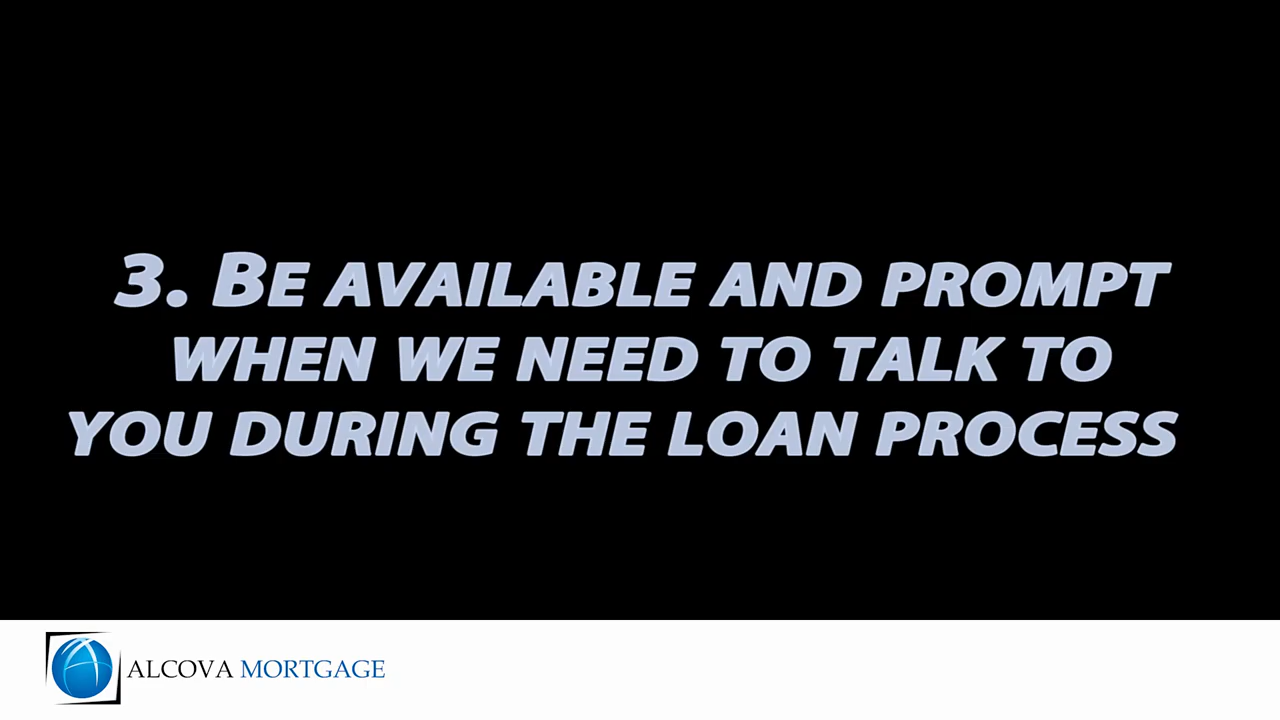 3. BE AVAILABLE AND PROMPT
WHEN WE NEED TO TALK TO
YOU DURING THE LOAN PROCESS
ALCOVA MORTGAGE